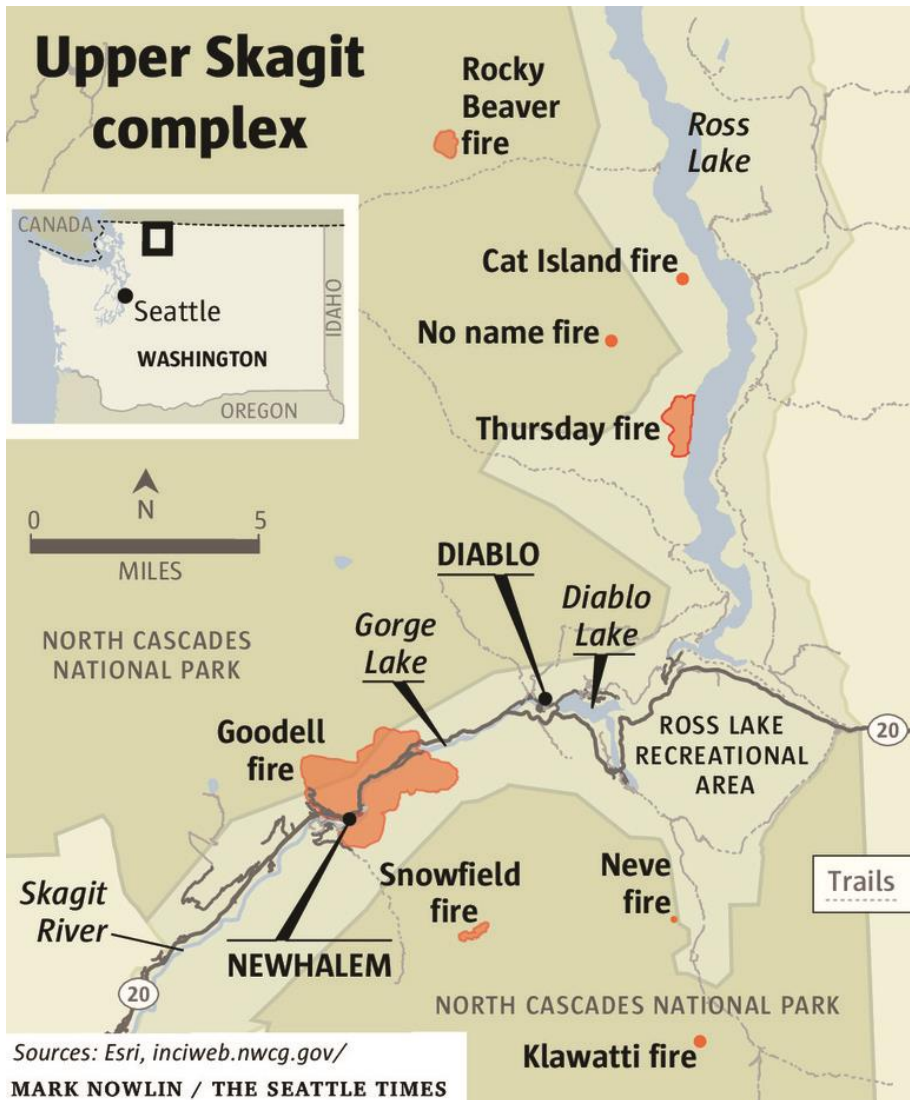 Upper Skagit
complex
Rocky
Beaver
fire
Ross
Lake
CANADA
Seattle
WASHINGTON
IDAHO
OREGON
Cat Island fire
No name fire
Thursday fire
N
0 5
MILES
DIABLO
Diablo
Lake
Gorge
Lake
NORTH CASCADES
NATIONAL PARK
Goodell
fire
ROSS LAKE
RECREATIONAL
AREA
20
Snowfield
fire
Neve
fire
Trails
Skagit
River
NEWHALEM
20
NORTH CASCADES NATIONAL PARK
Klawatti fire
Sources: Esri, inciweb.nwcg.gov/
MARK NOWLIN / THE SEATTLE TIMES